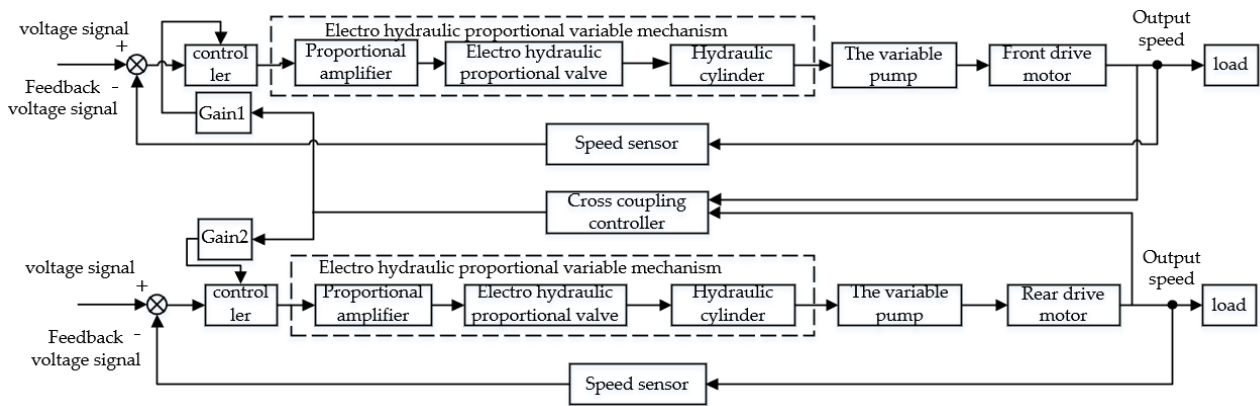 Electro hydraulic proportional variable mechanism
Output
speed
voltage signal
+
control
ler
Proportional
amplifier
Electro hydraulic
proportional valve
Hydraulic
cylinder
The variable
pump
Front drive
motor
load
Feedback -
voltage signal
Gain1
Speed sensor
Cross coupling
controller
Gain2
Electro hydraulic proportional variable mechanism
Output
speed
voltage signal
+
control
ler
Proportional
amplifier
Electro hydraulic
proportional valve
Hydraulic
cylinder
The variable
pump
Rear drive
motor
load
Feedback -
voltage signal
Speed sensor